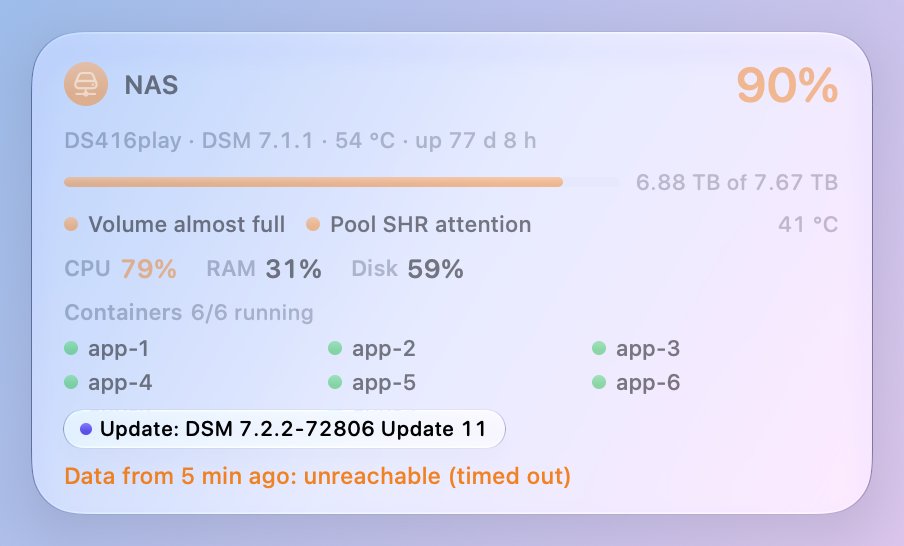 NAS 90%
DS416play · DSM 7.1.1 · 54 °C · up 77 d 8 h
6.88 TB of 7.67 TB
Volume almost full Pool SHR attention 41 °C
CPU 79% RAM 31% Disk 59%
Containers 6/6 running
app-1 app-2 app-3
app-4 app-5 app-6
Update: DSM 7.2.2-72806 Update 11
Data from 5 min ago: unreachable (timed out)